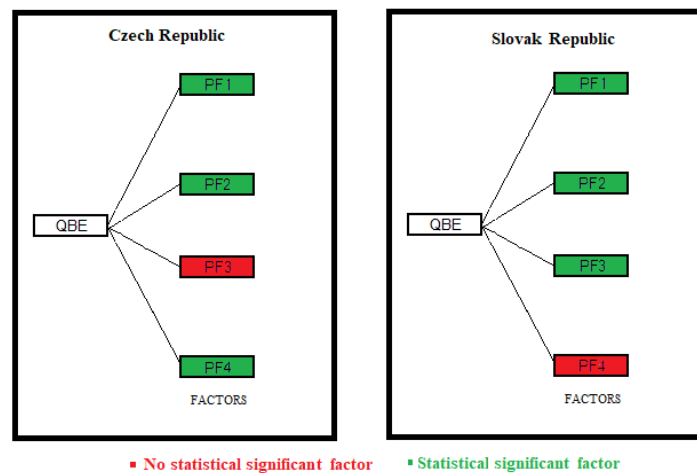 Czech Republic
PF1
PF2
QBE
PF3
PF4
FACTORS
Slovak Republic
PF1
PF2
QBE
PF3
PF4
FACTORS
No statistical significant factor
Statistical significant factor